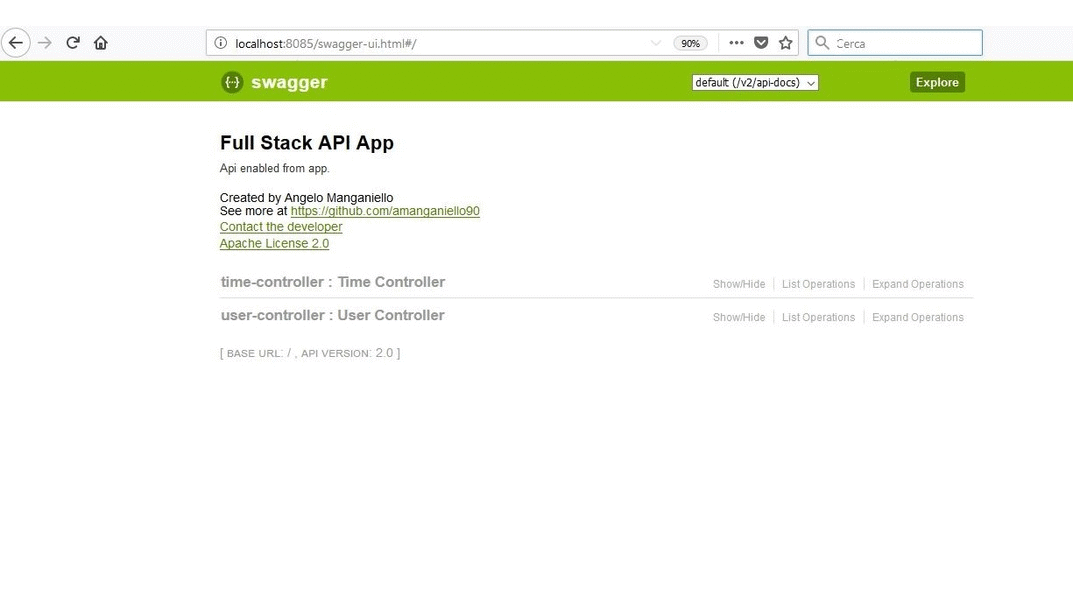 localhost:8085/swagger-ui.html#/ 90% Cerca
{··} swagger default (/v2/api-docs) Explore
Full Stack API App
Api enabled from app.
Created by Angelo Manganiello
See more at https://github.com/amanganiello90
Contact the developer
Apache License 2.0
time-controller : Time Controller Show/Hide List Operations Expand Operations
user-controller : User Controller Show/Hide List Operations Expand Operations
[ BASE URL: / , API VERSION: 2.0 ]